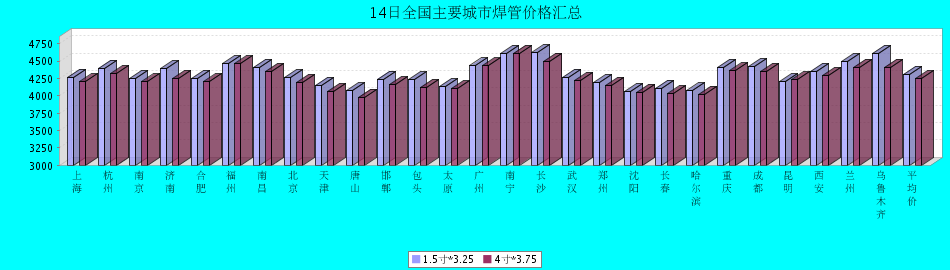 14日全国主要城市焊管价格汇总
4750
4500
4250
4000
3750
3500
3250
3000
上海
杭州
南京
济南
合肥
福州
南昌
北京
天津
唐山
邯郸
包头
太原
广州
南宁
长沙
武汉
郑州
沈阳
长春
哈尔滨
重庆
成都
昆明
西安
兰州
乌鲁木齐
平均价
1.5寸*3.25
4寸*3.75